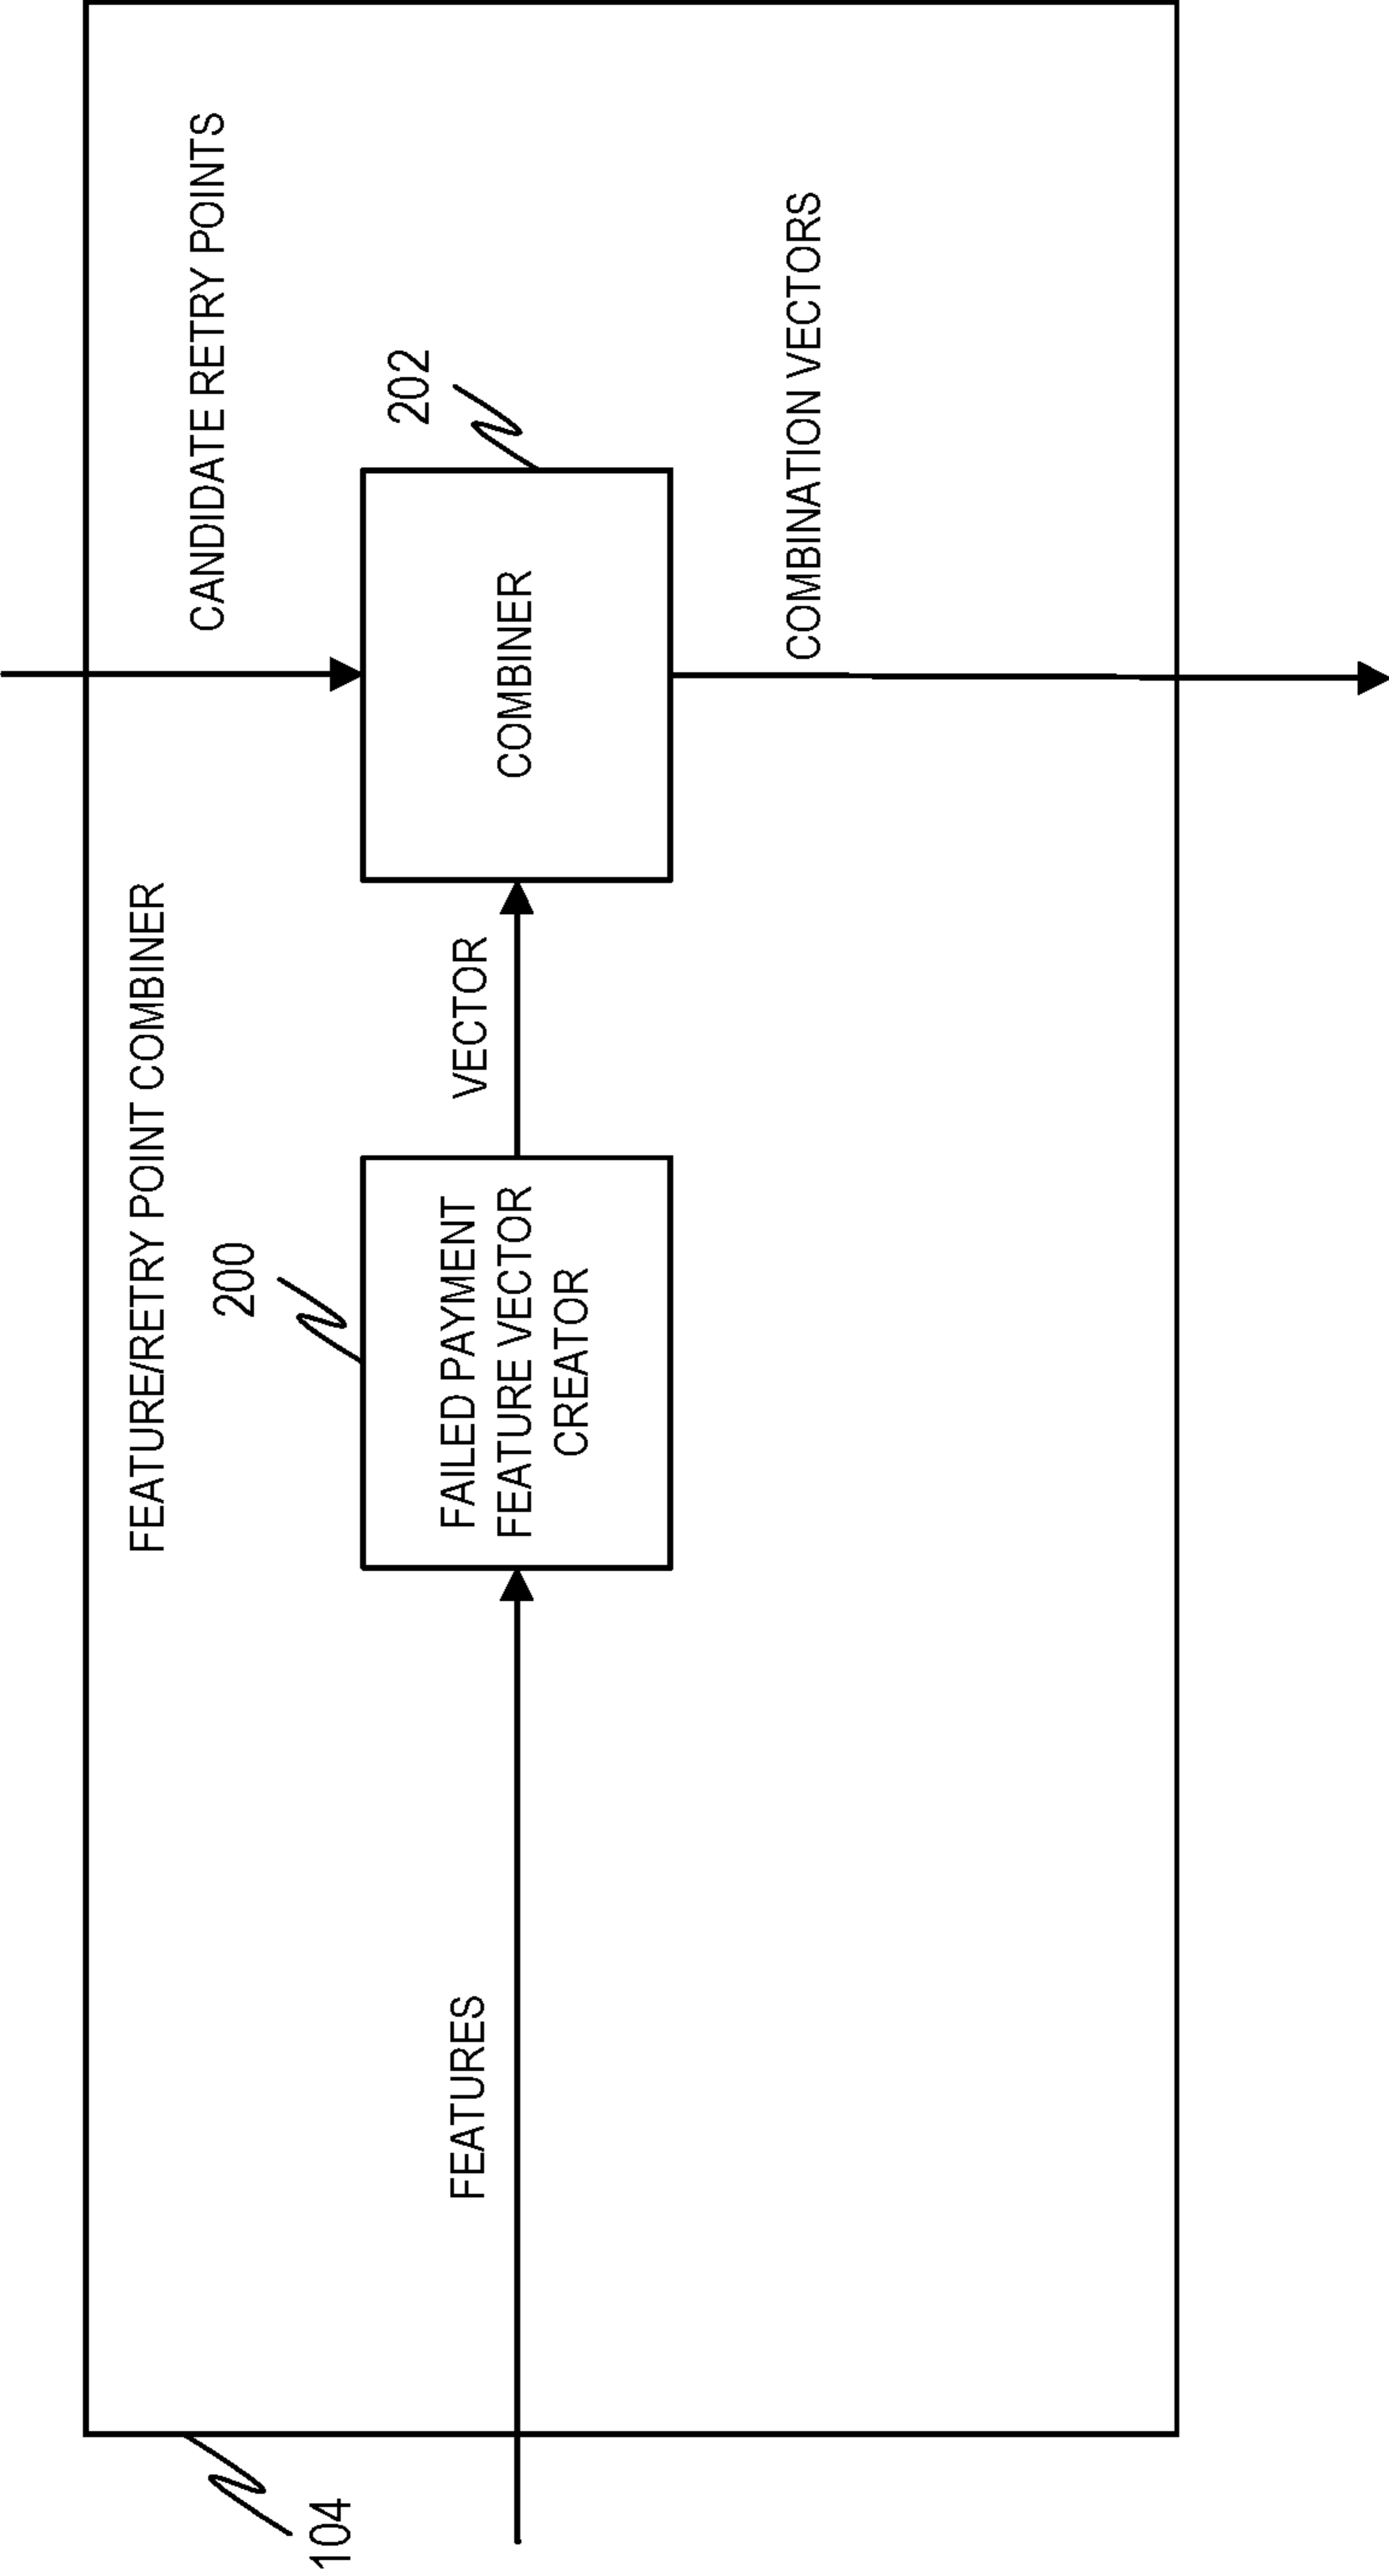 104
FEATURE/RETRY POINT COMBINER
CANDIDATE RETRY POINTS
200
202
FEATURES
FAILED PAYMENT
FEATURE VECTOR
CREATOR
VECTOR
COMBINER
COMBINATION VECTORS